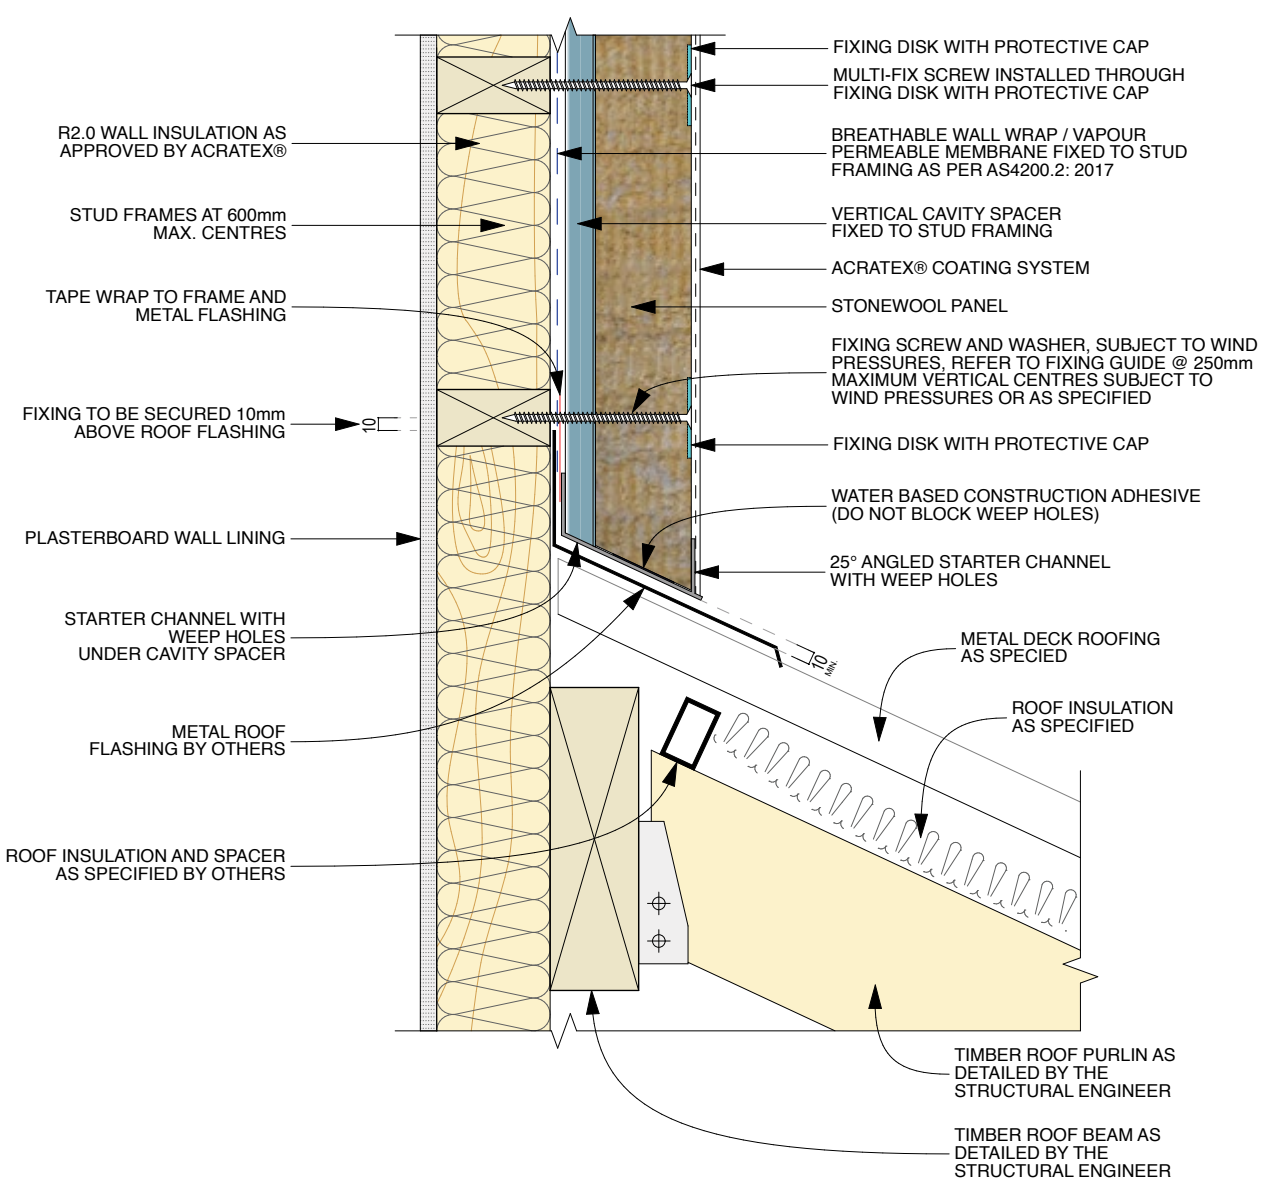 R2.0 WALL INSULATION AS
APPROVED BY ACRATEX®
STUD FRAMES AT 600mm
MAX. CENTRES
TAPE WRAP TO FRAME AND
METAL FLASHING
FIXING TO BE SECURED 10mm
ABOVE ROOF FLASHING
10
PLASTERBOARD WALL LINING
STARTER CHANNEL WITH
WEEP HOLES
UNDER CAVITY SPACER
METAL ROOF
FLASHING BY OTHERS
ROOF INSULATION AND SPACER
AS SPECIFIED BY OTHERS
FIXING DISK WITH PROTECTIVE CAP
MULTI-FIX SCREW INSTALLED THROUGH
FIXING DISK WITH PROTECTIVE CAP
BREATHABLE WALL WRAP / VAPOUR
PERMEABLE MEMBRANE FIXED TO STUD
FRAMING AS PER AS4200.2: 2017
VERTICAL CAVITY SPACER
FIXED TO STUD FRAMING
ACRATEX® COATING SYSTEM
STONEWOOL PANEL
FIXING SCREW AND WASHER, SUBJECT TO WIND
PRESSURES, REFER TO FIXING GUIDE @ 250mm
MAXIMUM VERTICAL CENTRES SUBJECT TO
WIND PRESSURES OR AS SPECIFIED
FIXING DISK WITH PROTECTIVE CAP
WATER BASED CONSTRUCTION ADHESIVE
(DO NOT BLOCK WEEP HOLES)
25° ANGLED STARTER CHANNEL
WITH WEEP HOLES
10
MIN.
METAL DECK ROOFING
AS SPECIED
ROOF INSULATION
AS SPECIFIED
TIMBER ROOF PURLIN AS
DETAILED BY THE
STRUCTURAL ENGINEER
TIMBER ROOF BEAM AS
DETAILED BY THE
STRUCTURAL ENGINEER